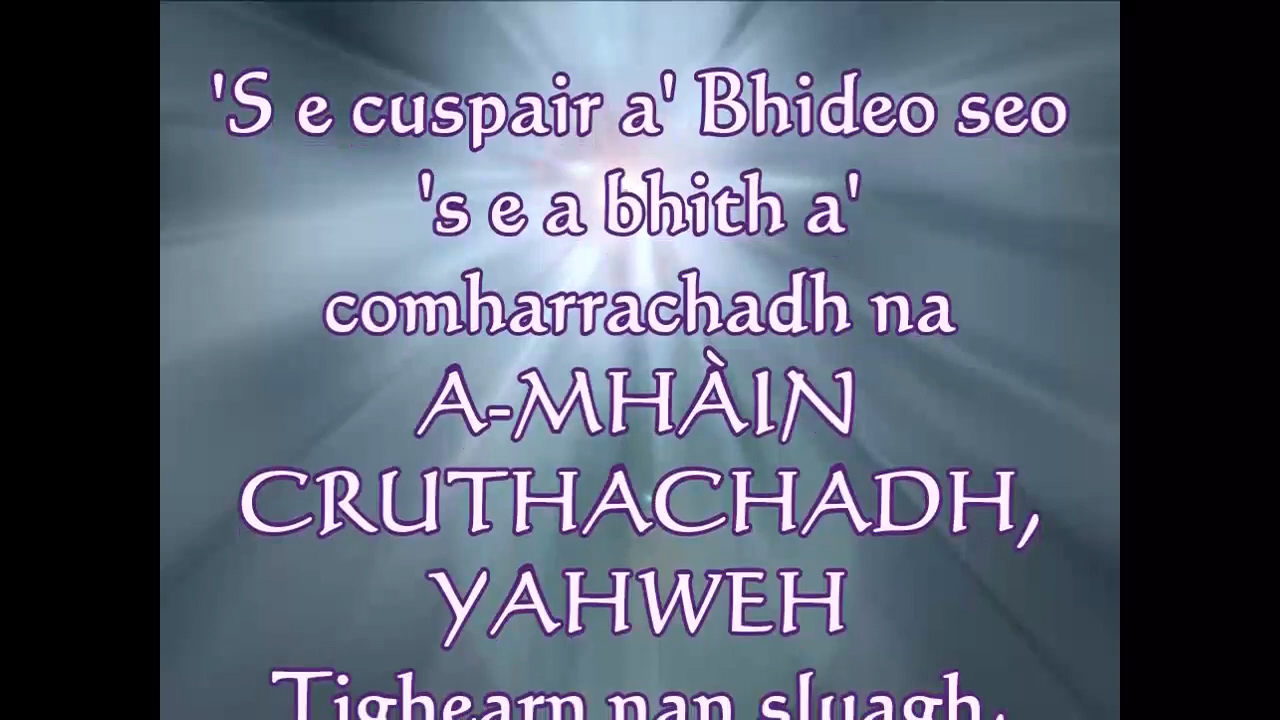 'S e cuspair a' Bhideo seo
's e a bhith a'
comharrachadh na
A-MHÀIN
CRUTHACHADH,
YAHWEH
Tighearn nan sluagh,